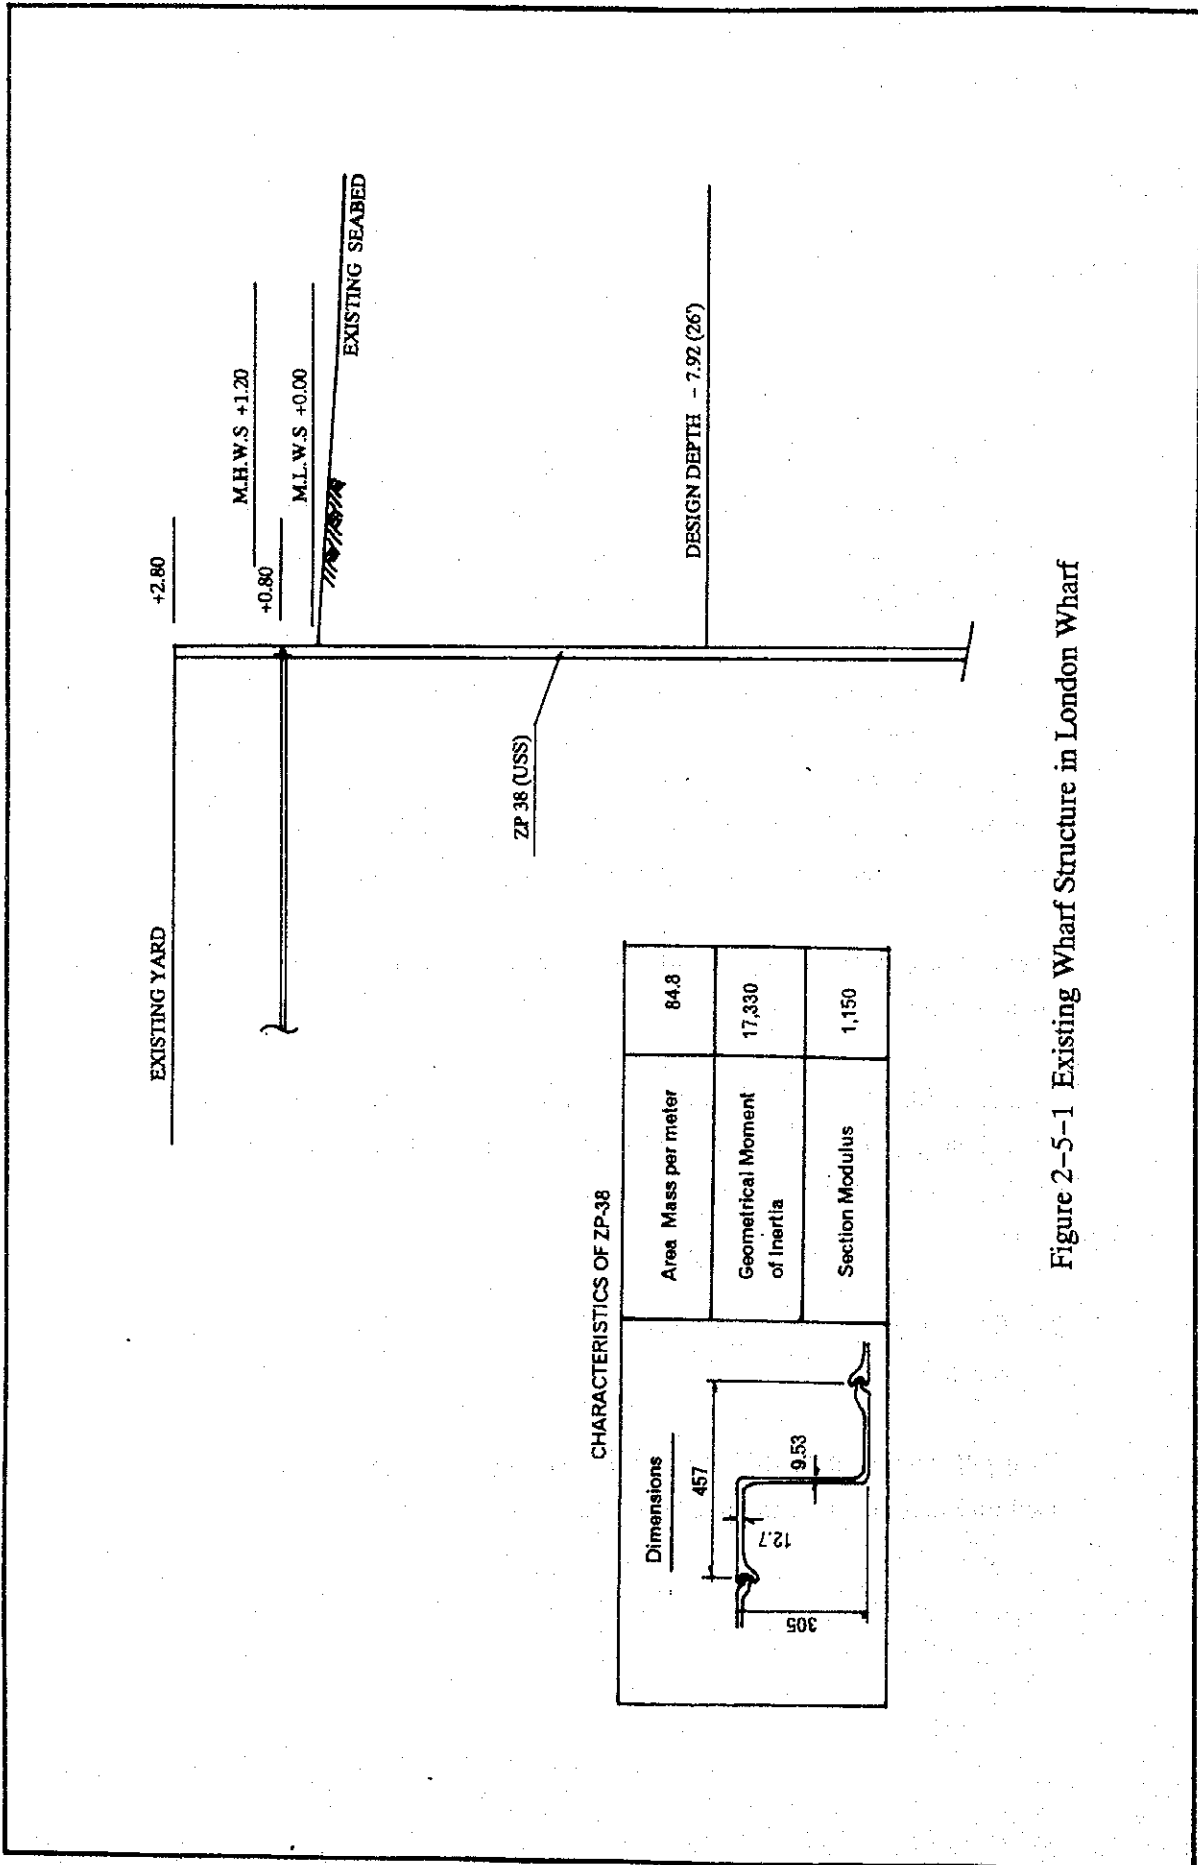 EXISTING YARD
+2.80
M.H.W.S +1.20
+0.80
M.L.W.S +0.00
EXISTING SEABED
ZP 38 (USS)
DESIGN DEPTH - 7.92 (26')
CHARACTERISTICS OF ZP-38
Dimensions
457
9.53
12.7
305
Area Mass per meter
84.8
Geometrical Moment
of Inertia
17,330
Section Modulus
1,150
Figure 2-5-1 Existing Wharf Structure in London Wharf